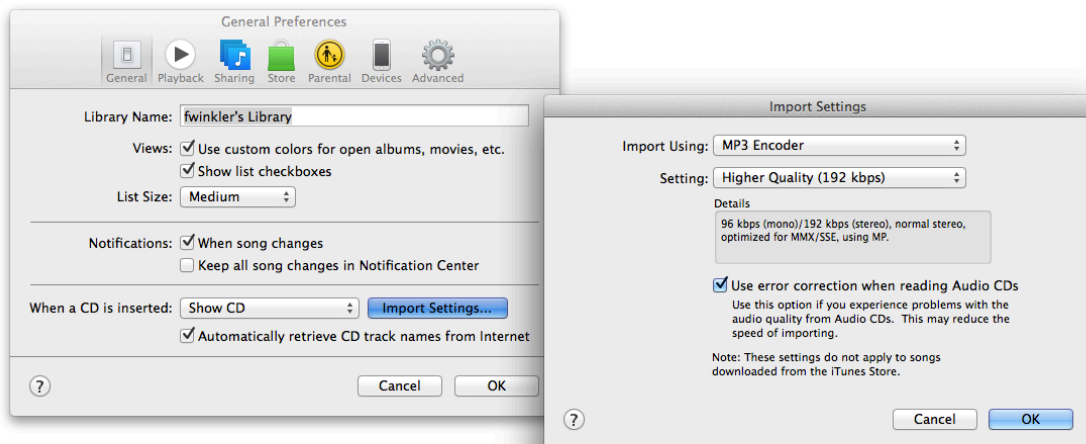 General Preferences
General Playback Sharing Store Parental Devices Advanced
Library Name: fwinkler's Library
Views: Use custom colors for open albums, movies, etc.
Show list checkboxes
List Size: Medium
Notifications: When song changes
Keep all song changes in Notification Center
When a CD is inserted: Show CD Import Settings...
Automatically retrieve CD track names from Internet
? Cancel OK
Import Settings
Import Using: MP3 Encoder
Setting: Higher Quality (192 kbps)
Details
96 kbps (mono)/192 kbps (stereo), normal stereo,
optimized for MMX/SSE, using MP.
Use error correction when reading Audio CDs
Use this option if you experience problems with the
audio quality from Audio CDs. This may reduce the
speed of importing.
Note: These settings do not apply to songs
downloaded from the iTunes Store.
? Cancel OK